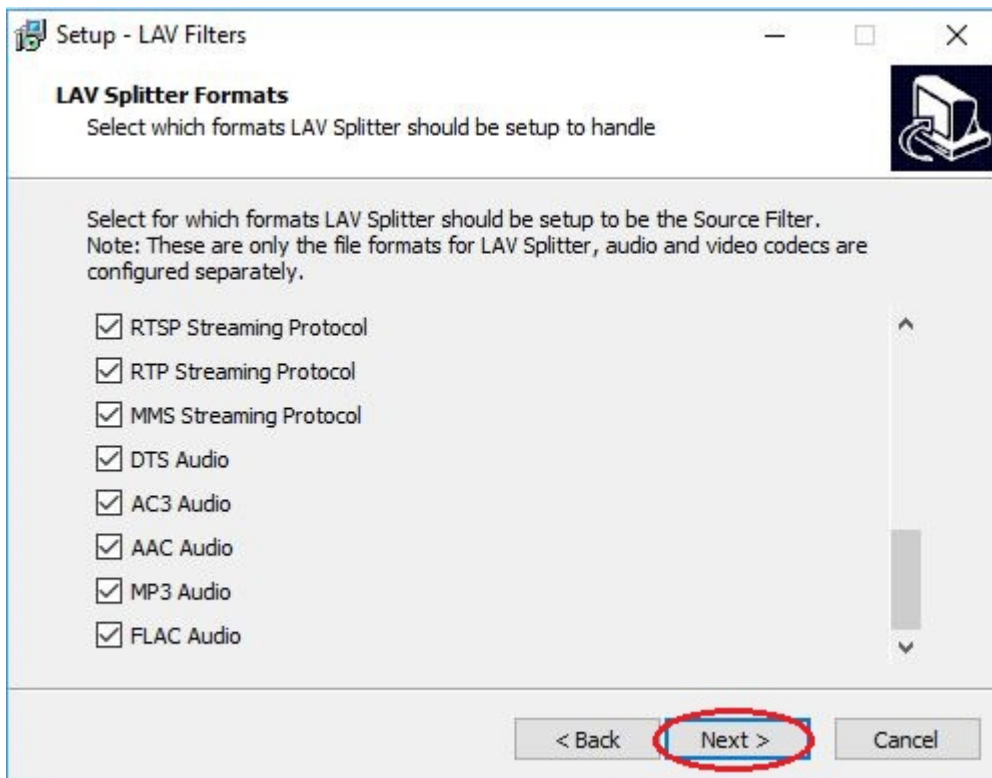 Setup - LAV Filters
LAV Splitter Formats
Select which formats LAV Splitter should be setup to handle
Select for which formats LAV Splitter should be setup to be the Source Filter.
Note: These are only the file formats for LAV Splitter, audio and video codecs are
configured separately.
RTSP Streaming Protocol
RTP Streaming Protocol
MMS Streaming Protocol
DTS Audio
AC3 Audio
AAC Audio
MP3 Audio
FLAC Audio
< Back Next > Cancel